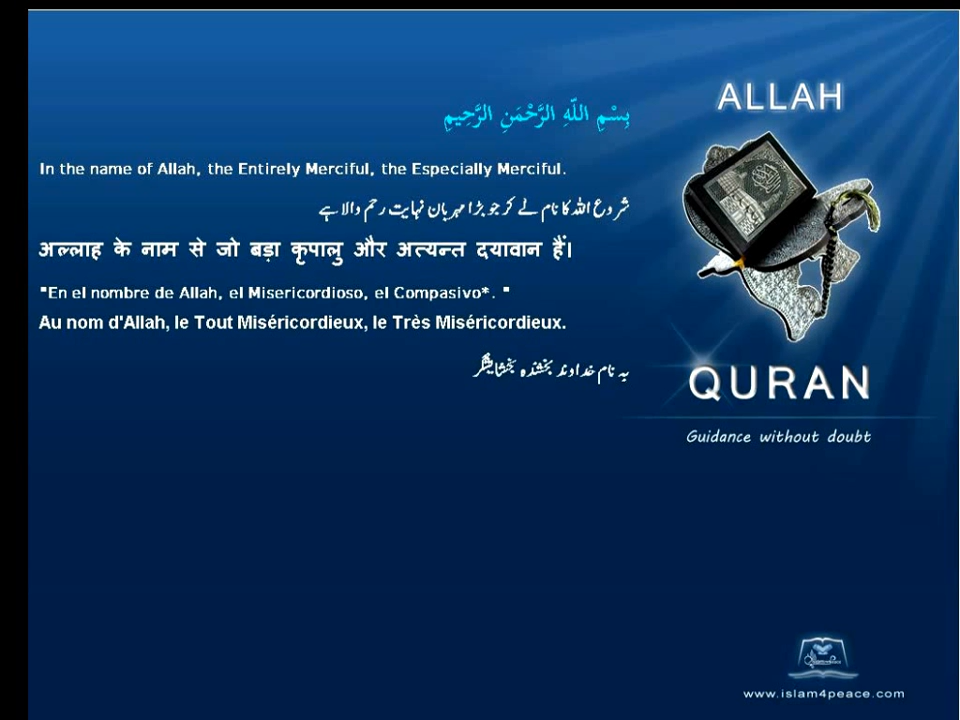 بِسْمِ اللّهِ الرَّحْمَنِ الرَّحِيمِ
In the name of Allah, the Entirely Merciful, the Especially Merciful.
شروع الله کا نام لے کر جو بڑا مہربان نہایت رحم والا ہے
अल्लाह के नाम से जो बड़ा कृपालु और अत्यन्त दयावान हैं।
"En el nombre de Allah, el Misericordioso, el Compasivo*. "
Au nom d'Allah, le Tout Miséricordieux, le Très Miséricordieux.
به نام خداوند بخشنده بخشایشگر
ALLAH
QURAN
Guidance without doubt
www.islam4peace.com